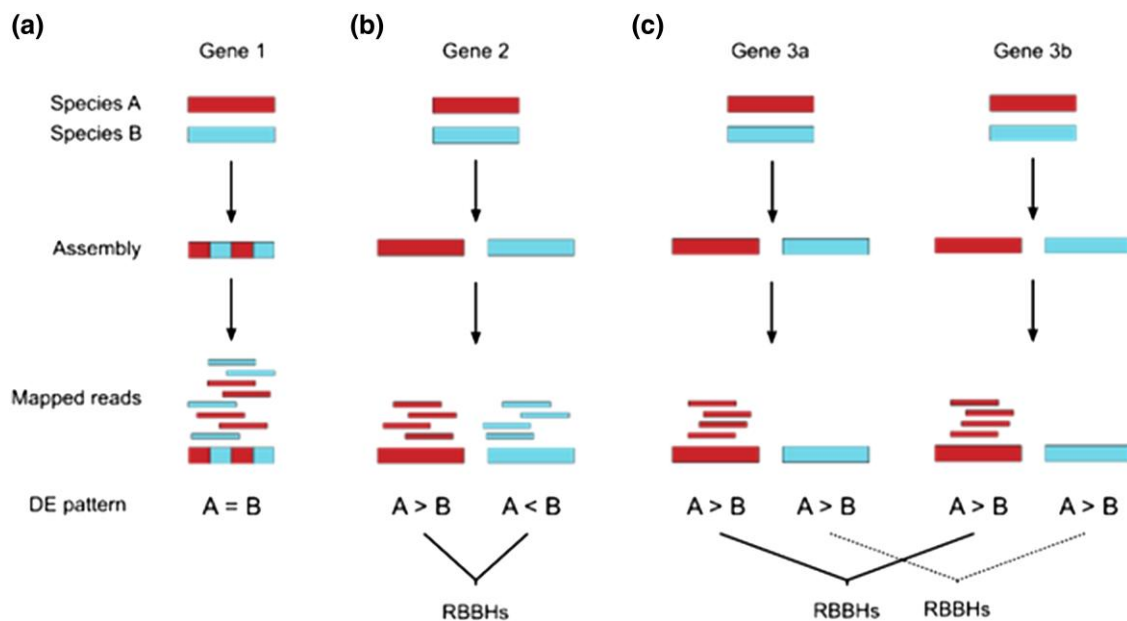 (a) (b) (c)
Gene 1 Gene 2 Gene 3a Gene 3b
Species A
Species B
Assembly
Mapped reads
DE pattern A = B A > B A < B A > B A > B A > B A > B
RBBHs RBBHs RBBHs